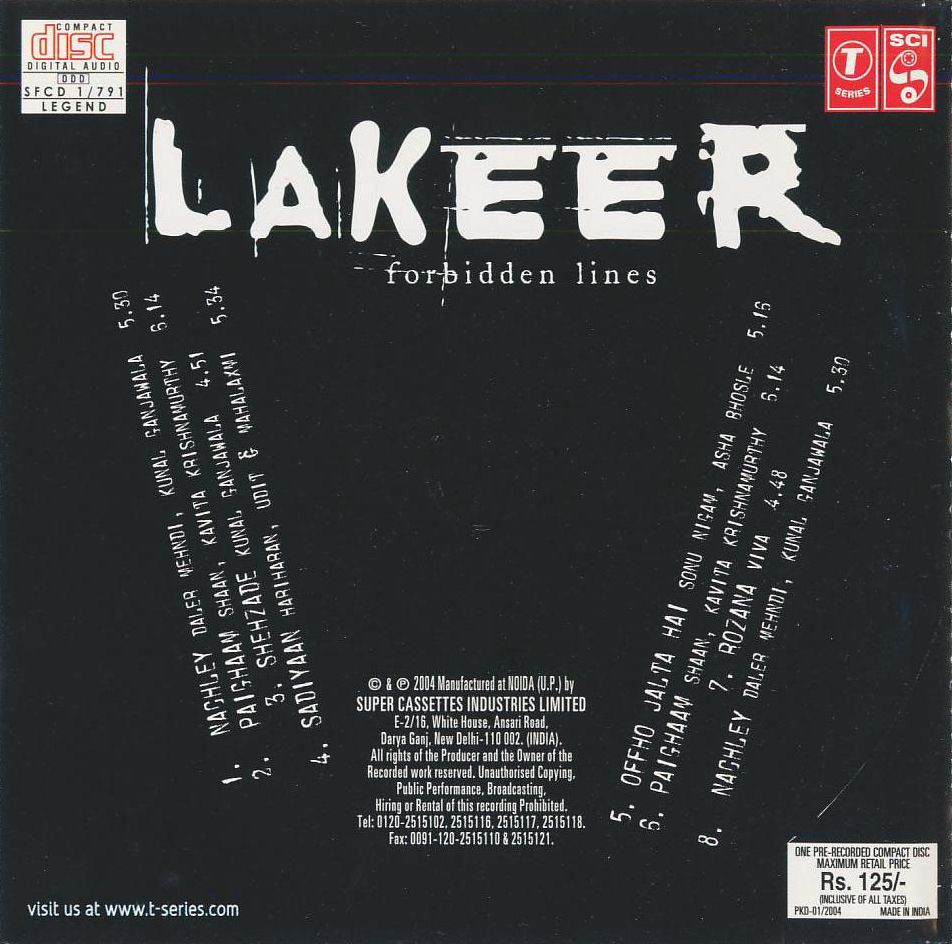 COMPACT
disc
DIGITAL AUDIO
DDD
SFCD 1/791
LEGEND
T
SERIES
SCI
LAKEER
forbidden lines
1. NACHLEY DALER MEHNDI, KUNAL GANJAWALA 5.30
2. PAIGHAAM SHAAN, KAVITA KRISHNAMURTHY 6.14
3. SHEHZADE KUNAL GANJAWALA 4.51
4. SADIYAAN HARIHARAN, UDIT & MAHALAXMI 5.34
5. OFFHO JALTA HAI SONU NIGAM, ASHA BHOSLE 5.16
6. PAIGHAAM SHAAN, KAVITA KRISHNAMURTHY 6.14
7. ROZANA VIVA 4.48
8. NACHLEY DALER MEHNDI, KUNAL GANJAWALA 5.30
© & ℗ 2004 Manufactured at NOIDA (U.P.) by
SUPER CASSETTES INDUSTRIES LIMITED
E-2/16, White House, Ansari Road,
Darya Ganj, New Delhi-110 002. (INDIA).
All rights of the Producer and the Owner of the
Recorded work reserved. Unauthorised Copying,
Public Performance, Broadcasting,
Hiring or Rental of this recording Prohibited.
Tel: 0120-2515102, 2515116, 2515117, 2515118.
Fax: 0091-120-2515110 & 2515121.
ONE PRE-RECORDED COMPACT DISC
MAXIMUM RETAIL PRICE
Rs. 125/-
(INCLUSIVE OF ALL TAXES)
PKD-01/2004 MADE IN INDIA
visit us at www.t-series.com